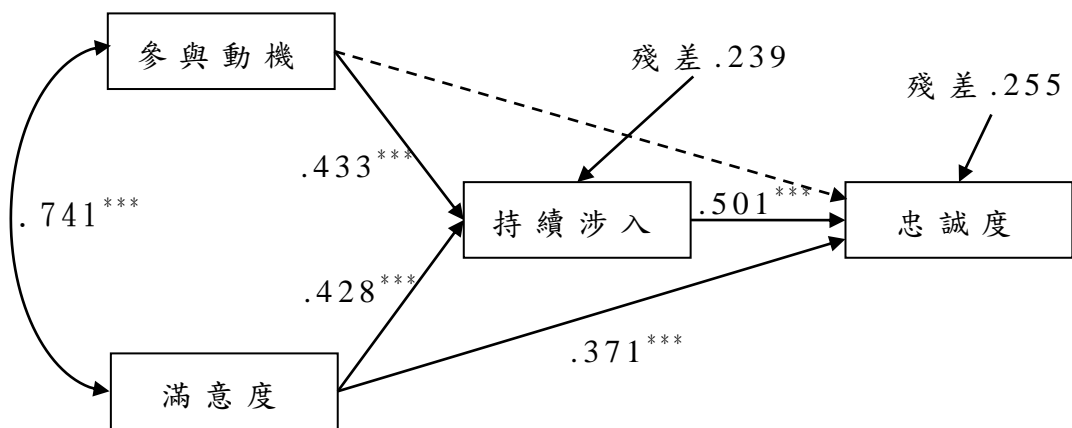 參與動機
殘差.239
殘差.255
.433***
.741***
持續涉入
.501***
忠誠度
.428***
.371***
滿意度